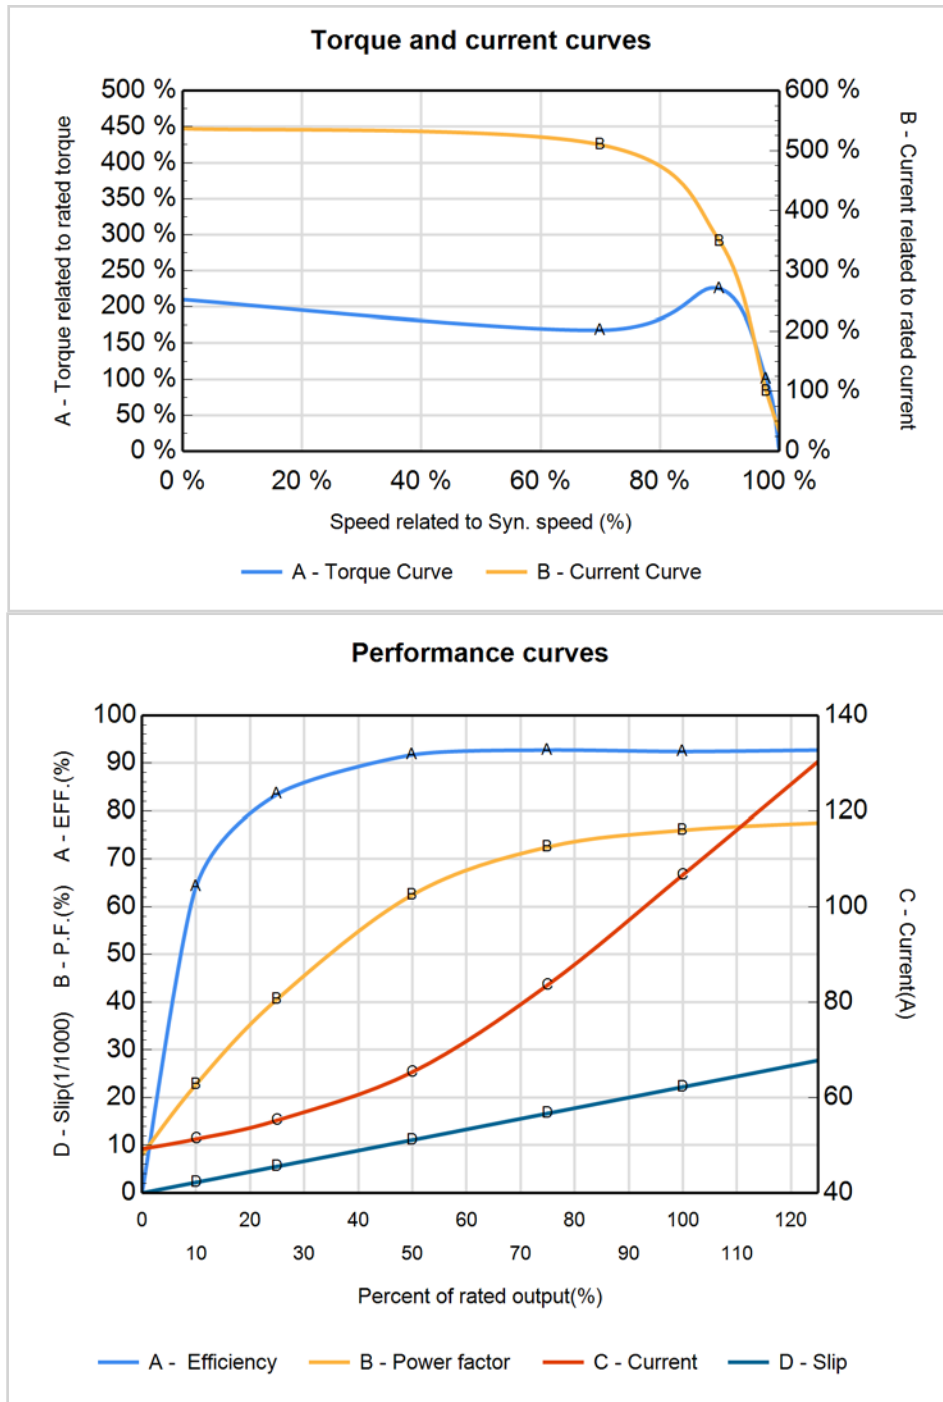 Torque and current curves
A - Torque related to rated torque
500 %
450 %
400 %
350 %
300 %
250 %
200 %
150 %
100 %
50 %
0 %
600 %
500 %
400 %
300 %
200 %
100 %
0 %
B - Current related to rated current
B
B
A
A
A
B
0 % 20 % 40 % 60 % 80 % 100 %
Speed related to Syn. speed (%)
A - Torque Curve B - Current Curve
Performance curves
D - Slip(1/1000) B - P.F.(%) A - EFF.(%)
100
90
80
70
60
50
40
30
20
10
0
140
120
100
80
60
40
C - Current(A)
A A A A A
B B B B B
C C C C C
D D D D D
0 20 40 60 80 100 120
10 30 50 70 90 110
Percent of rated output(%)
A - Efficiency B - Power factor C - Current D - Slip